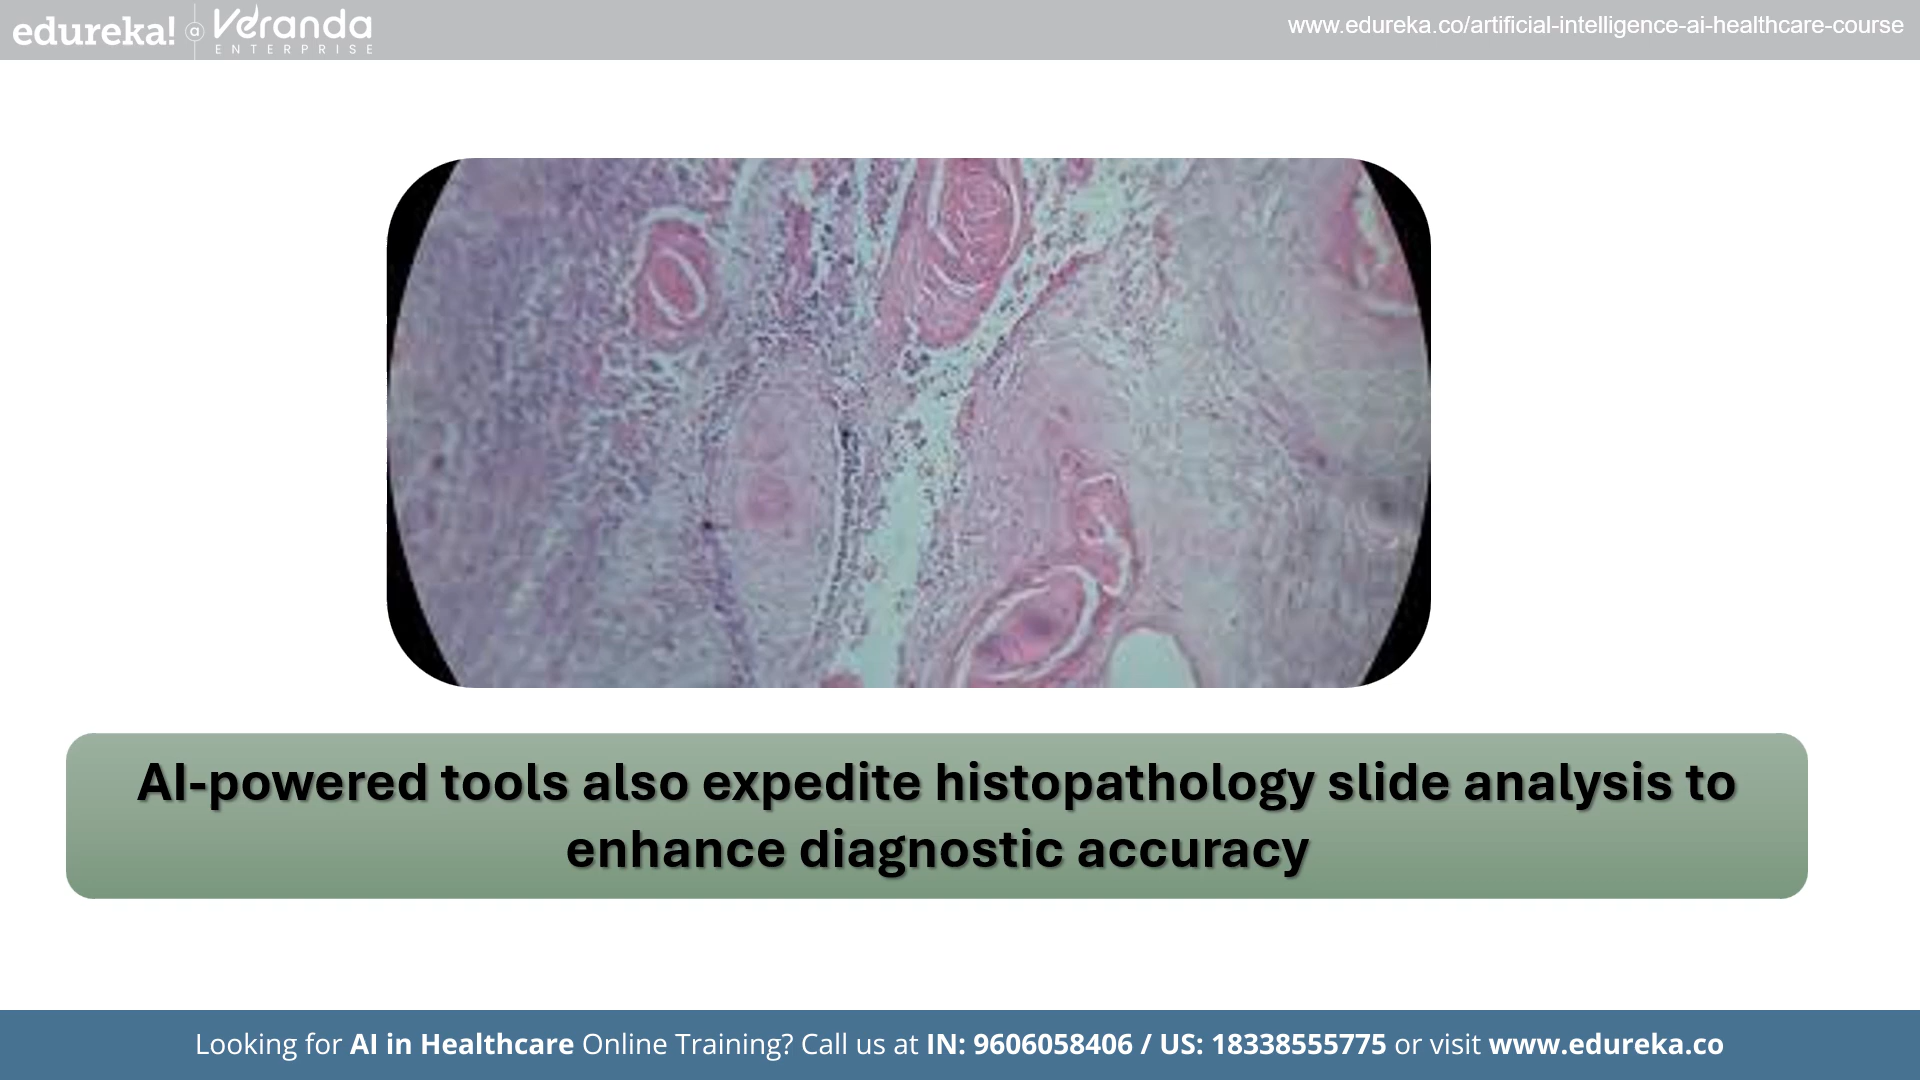 edureka! a Veranda
ENTERPRISE
www.edureka.co/artificial-intelligence-ai-healthcare-course
AI-powered tools also expedite histopathology slide analysis to
enhance diagnostic accuracy
Looking for AI in Healthcare Online Training? Call us at IN: 9606058406 / US: 18338555775 or visit www.edureka.co